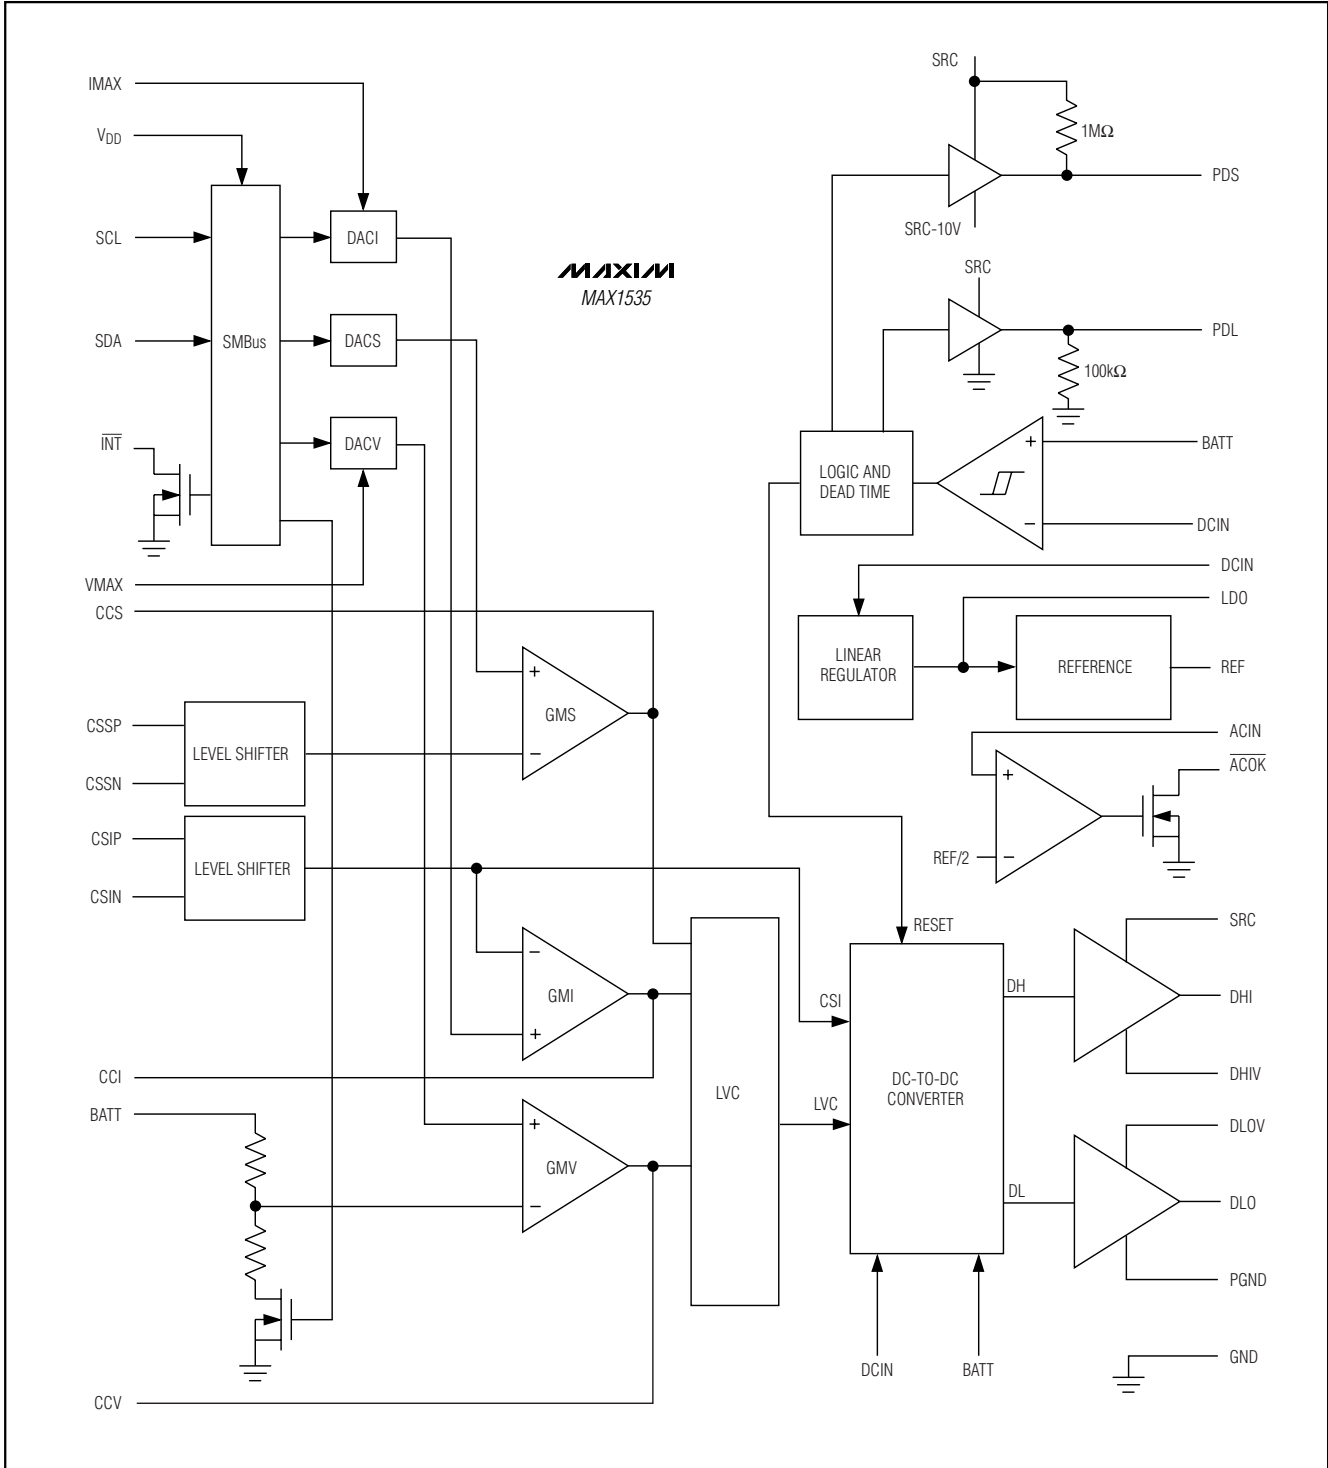 IMAX
VDD
SCL
SDA
INT
VMAX
CCS
CSSP
CSSN
CSIP
CSIN
CCI
BATT
CCV
SMBus
DACI
DACS
DACV
LEVEL SHIFTER
LEVEL SHIFTER
+
GMS
−
−
GMI
+
+
GMV
−
MAXIM
MAX1535
LVC
SRC
1MΩ
PDS
SRC-10V
SRC
PDL
100kΩ
LOGIC AND
DEAD TIME
+
−
BATT
DCIN
DCIN
LDO
LINEAR
REGULATOR
REFERENCE
REF
ACIN
ACOK
+
REF/2
−
RESET
CSI
LVC
DC-TO-DC
CONVERTER
DH
DL
DCIN
BATT
SRC
DHI
DHIV
DLOV
DLO
PGND
GND